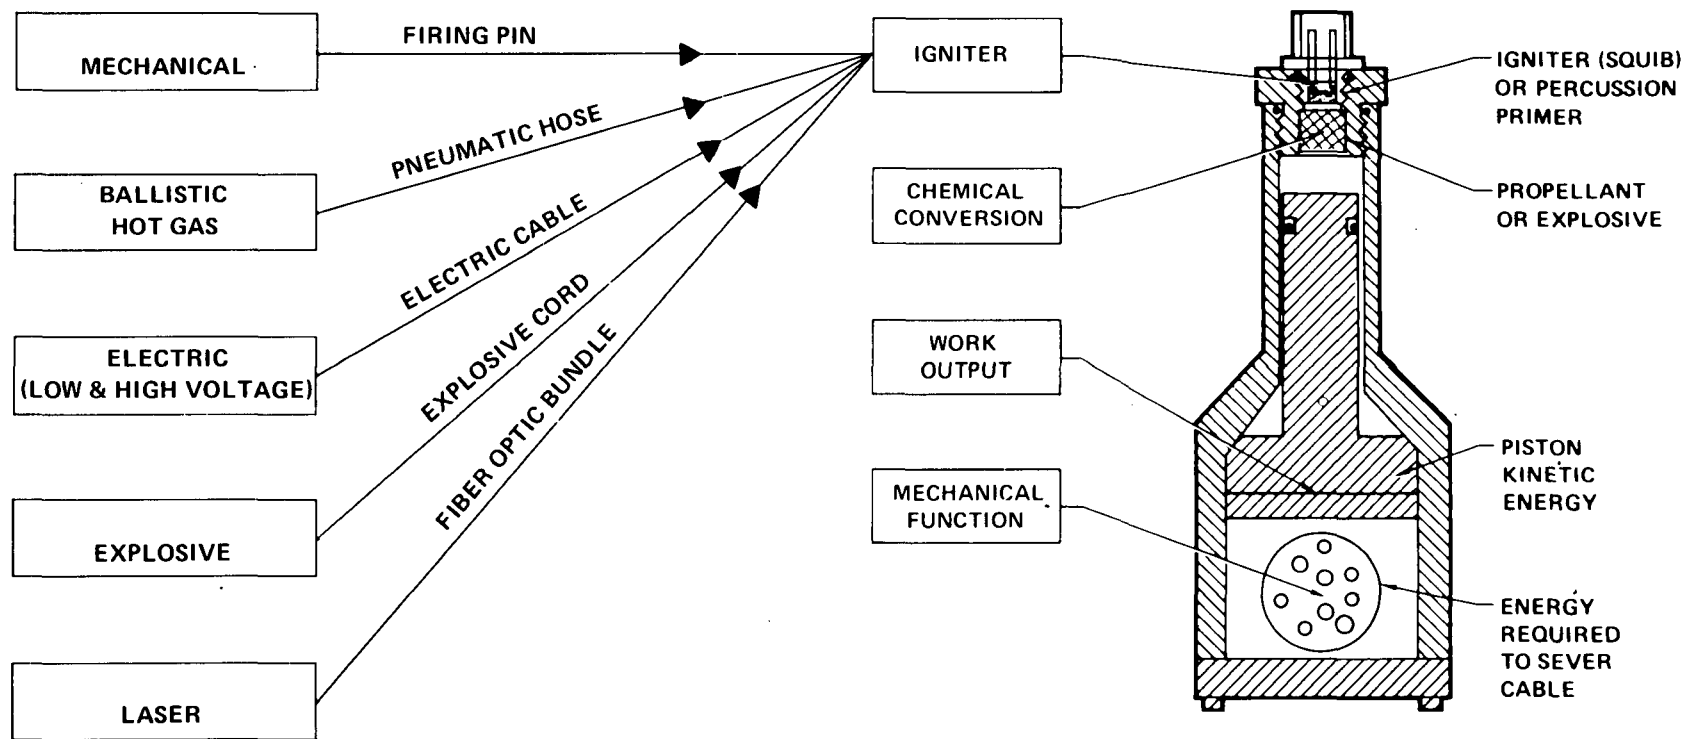 MECHANICAL
BALLISTIC
HOT GAS
ELECTRIC
(LOW & HIGH VOLTAGE)
EXPLOSIVE
LASER
FIRING PIN
PNEUMATIC HOSE
ELECTRIC CABLE
EXPLOSIVE CORD
FIBER OPTIC BUNDLE
IGNITER
CHEMICAL
CONVERSION
WORK
OUTPUT
MECHANICAL
FUNCTION
IGNITER (SQUIB)
OR PERCUSSION
PRIMER
PROPELLANT
OR EXPLOSIVE
PISTON
KINETIC
ENERGY
ENERGY
REQUIRED
TO SEVER
CABLE